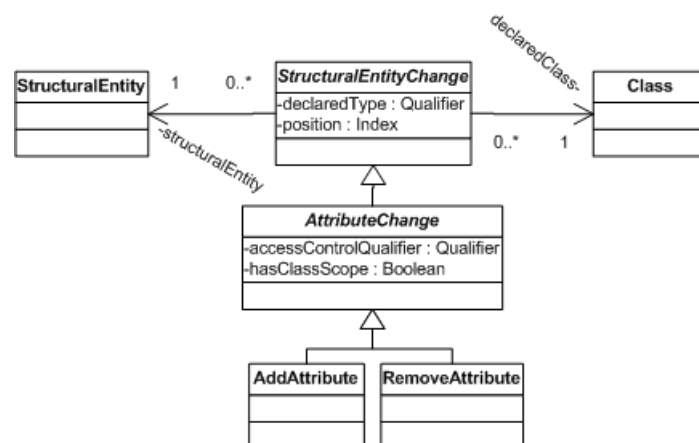 declaredClass-
StructuralEntity
1
0..*
StructuralEntityChange
Class
-declaredType : Qualifier
-position : Index
0..*
1
-structuralEntity
AttributeChange
-accessControlQualifier : Qualifier
-hasClassScope : Boolean
AddAttribute
RemoveAttribute